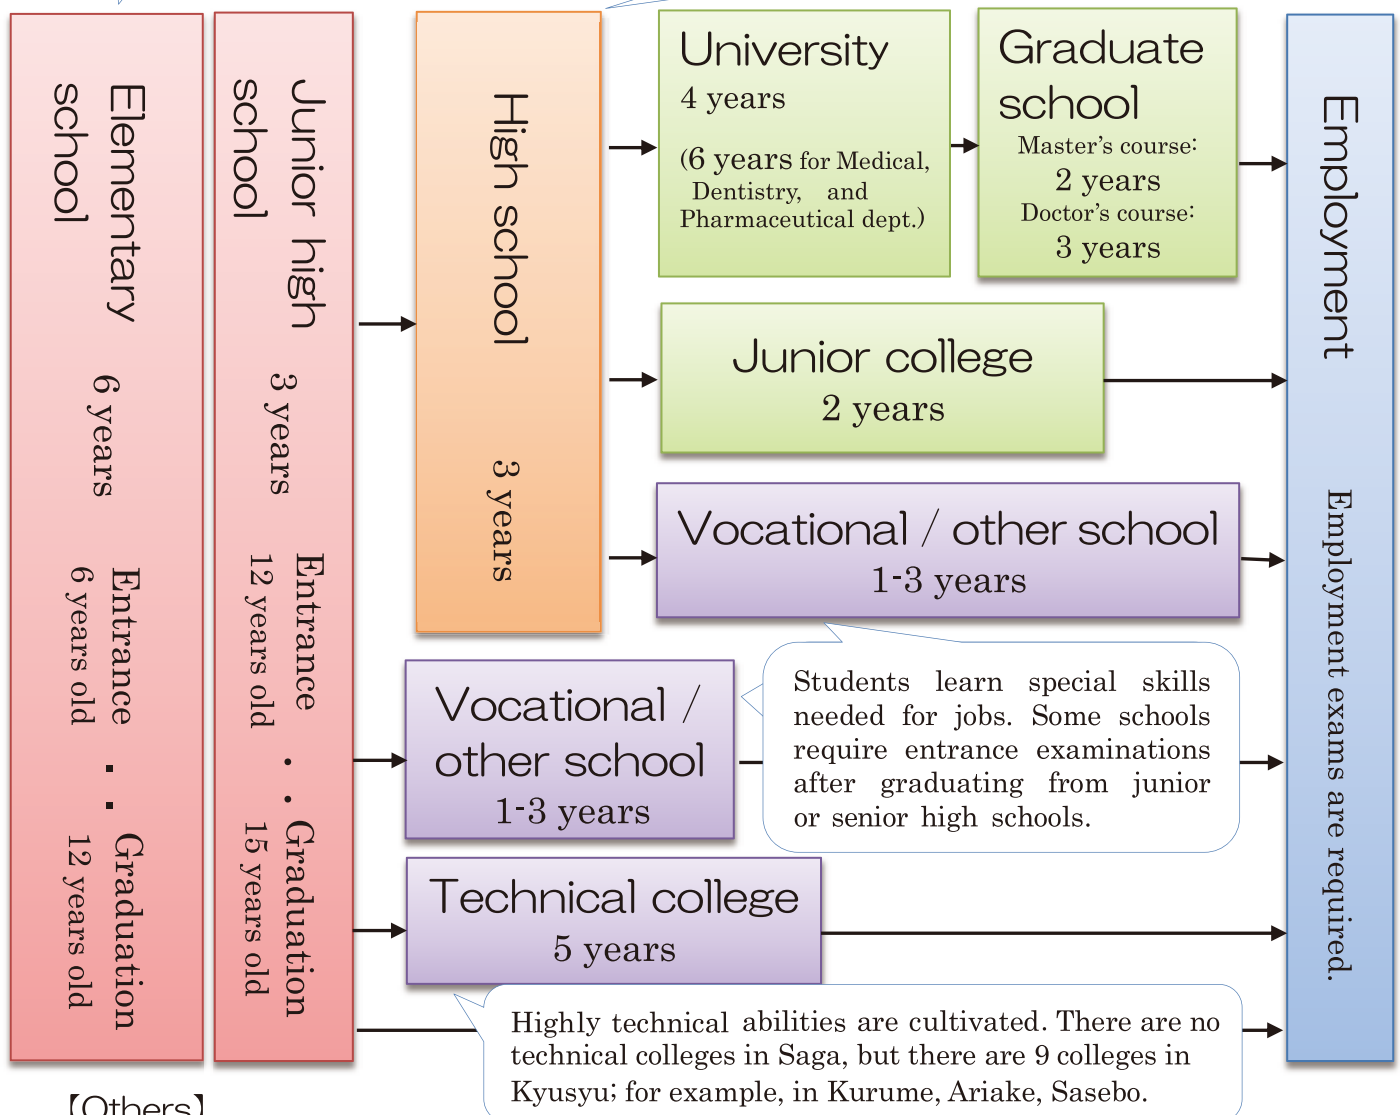 Elementary
school
6 years
Entrance
6 years old
・・
Graduation
12 years old
Junior high
school
3 years
Entrance
12 years old
・・
Graduation
15 years old
High school
3 years
University
4 years
(6 years for Medical,
Dentistry, and
Pharmaceutical dept.)
Graduate
school
Master's course:
2 years
Doctor's course:
3 years
Junior college
2 years
Vocational / other school
1-3 years
Vocational /
other school
1-3 years
Students learn special skills
needed for jobs. Some schools
require entrance examinations
after graduating from junior
or senior high schools.
Technical college
5 years
Highly technical abilities are cultivated. There are no
technical colleges in Saga, but there are 9 colleges in
Kyusyu; for example, in Kurume, Ariake, Sasebo.
Employment
Employment exams are required.
【Others】